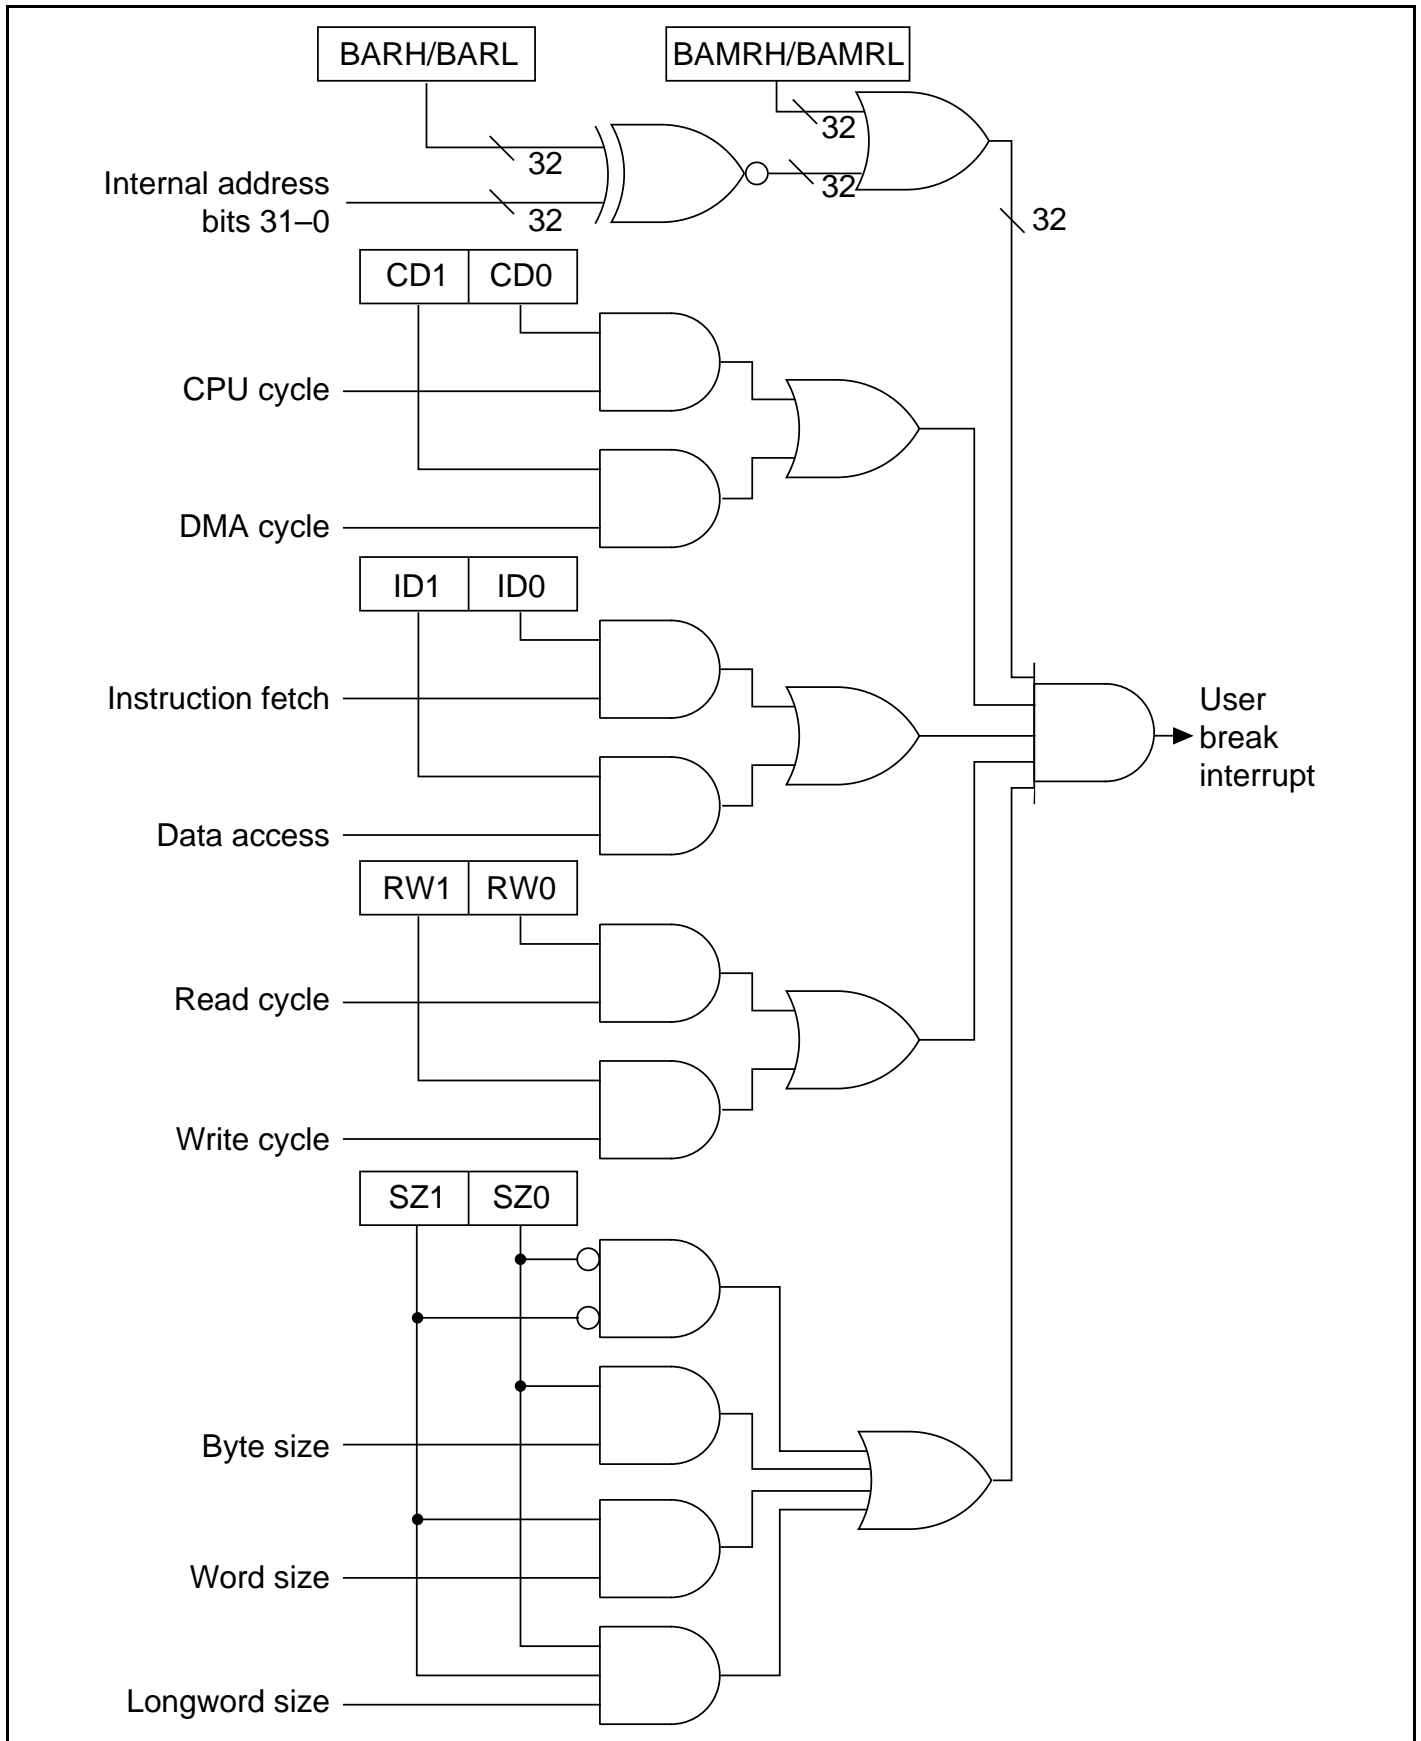 BARH/BARL
BAMRH/BAMRL
32
32
32
Internal address
bits 31–0
32
32
CD1 CD0
CPU cycle
DMA cycle
ID1 ID0
Instruction fetch
User
break
interrupt
Data access
RW1 RW0
Read cycle
Write cycle
SZ1 SZ0
Byte size
Word size
Longword size